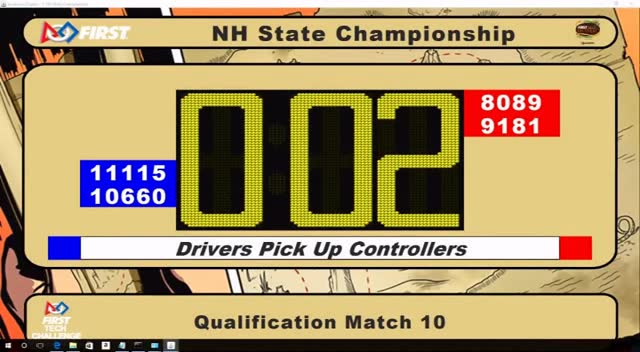 FIRST
NH State Championship
8089
9181
0:02
11115
10660
Drivers Pick Up Controllers
FIRST
TECH
CHALLENGE
Qualification Match 10